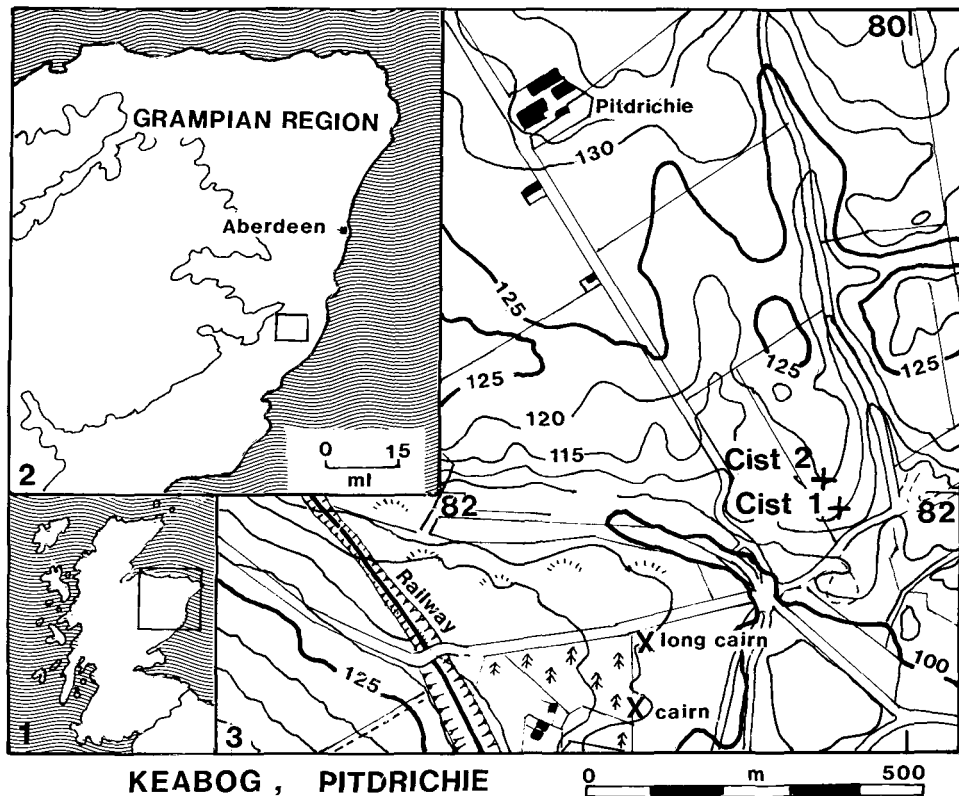 80
GRAMPIAN REGION
Pitdrichie
130
Aberdeen
125
125
125
125
120
0 15
ml
115
Cist 2
Cist 1
2
82
82
Railway
long cairn
125
100
cairn
1
3
KEABOG , PITDRICHIE
0 m 500